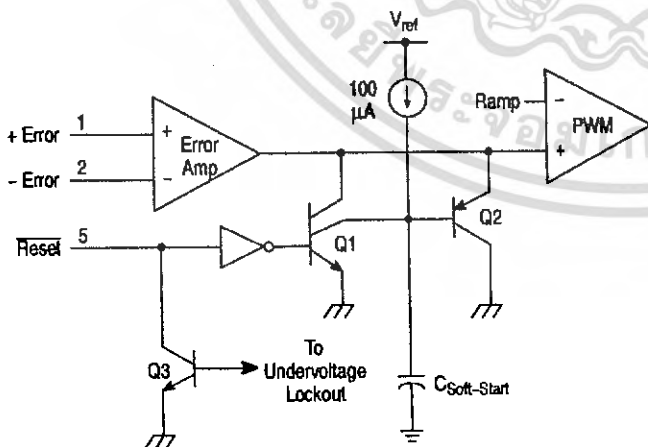 V_ref
100
µA
Ramp
−
PWM
+
+ Error 1
+
Error
Amp
− Error 2
−
Reset 5
Q1
Q2
Q3
To
Undervoltage
Lockout
C_Soft–Start